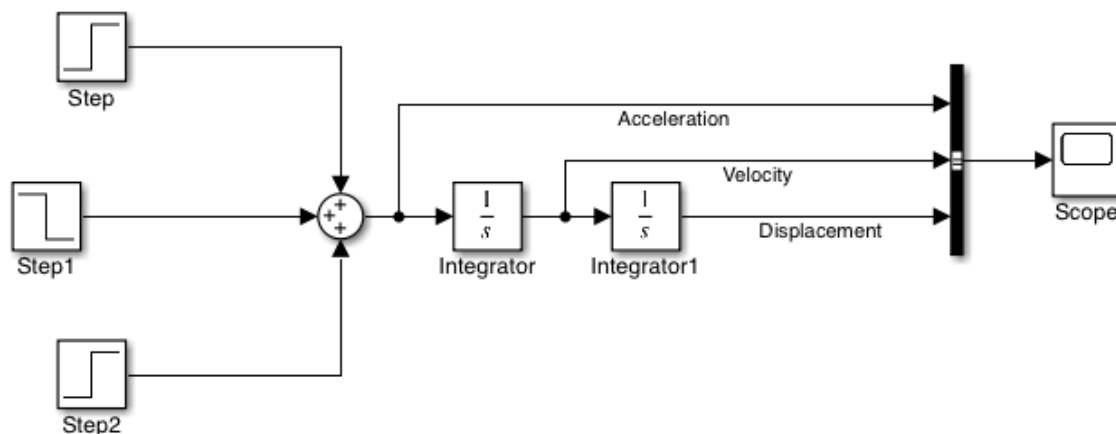 Step
Acceleration
Velocity
Scope
+
+
+
1
s
1
s
Displacement
Step1
Integrator
Integrator1
Step2